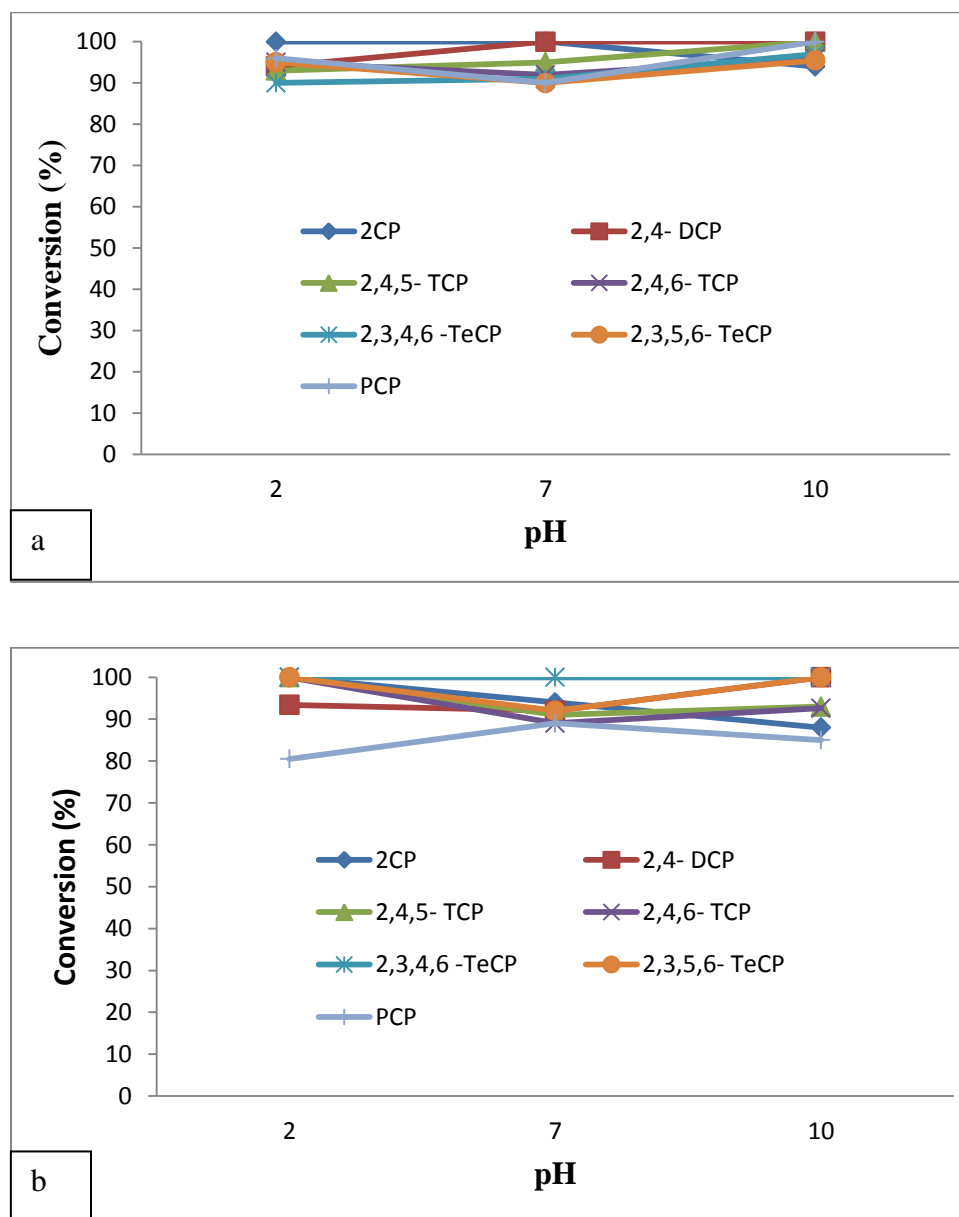 100
90
80
70
60
50
40
30
20
10
0
Conversion (%)
2CP 2,4- DCP
2,4,5- TCP 2,4,6- TCP
2,3,4,6 -TeCP 2,3,5,6- TeCP
PCP
2 7 10
pH
a
100
90
80
70
60
50
40
30
20
10
0
Conversion (%)
2CP 2,4- DCP
2,4,5- TCP 2,4,6- TCP
2,3,4,6 -TeCP 2,3,5,6- TeCP
PCP
2 7 10
pH
b